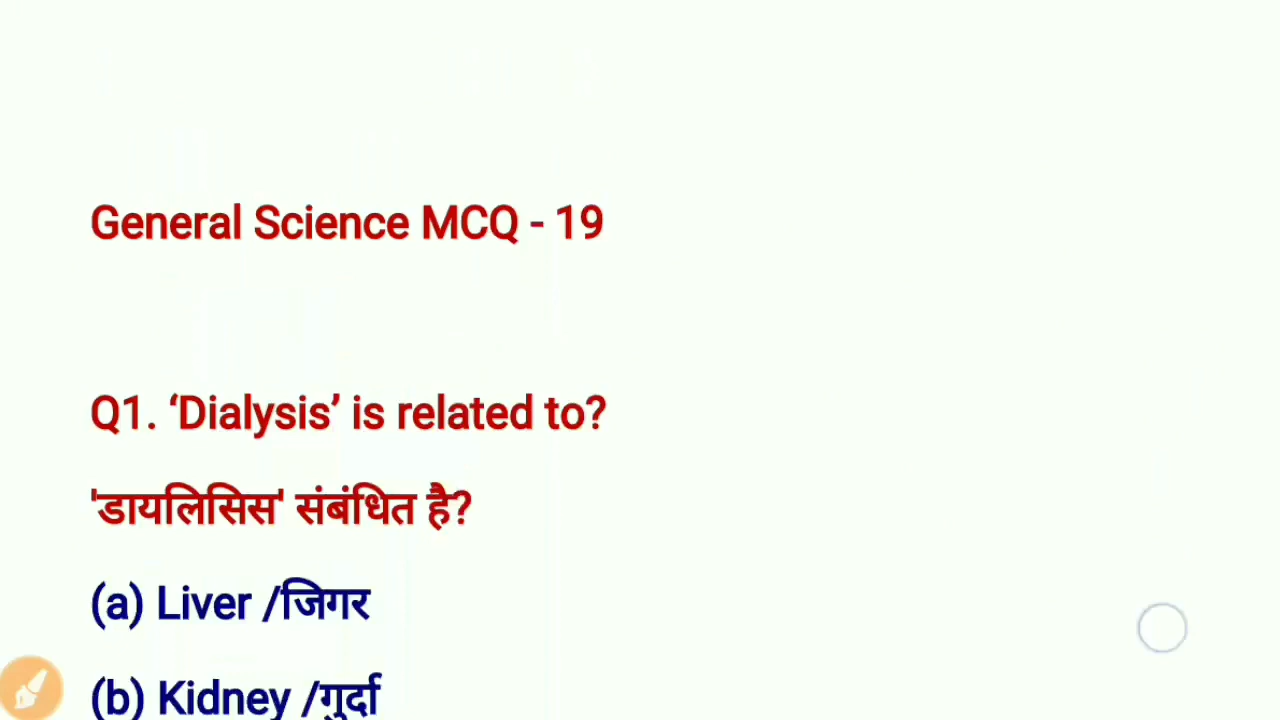 General Science MCQ - 19
Q1. ‘Dialysis’ is related to?
'डायलिसिस' संबंधित है?
(a) Liver /जिगर
(b) Kidney /गुर्दा